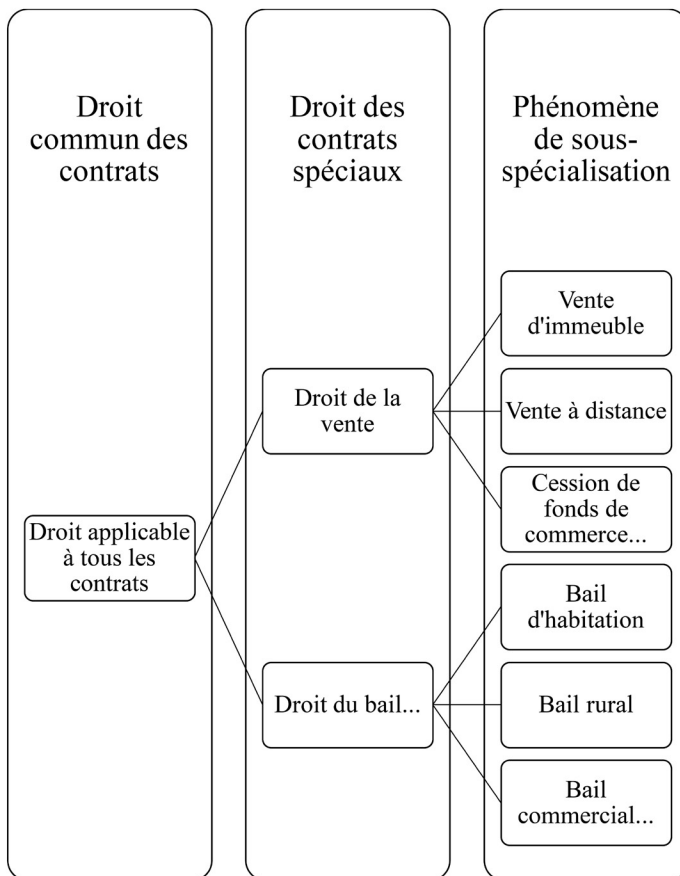 Droit
commun des
contrats
Droit applicable
à tous les
contrats
Droit des
contrats
spéciaux
Droit de la
vente
Droit du bail...
Phénomène
de sous-
spécialisation
Vente
d'immeuble
Vente à distance
Cession de
fonds de
commerce...
Bail
d'habitation
Bail rural
Bail
commercial...